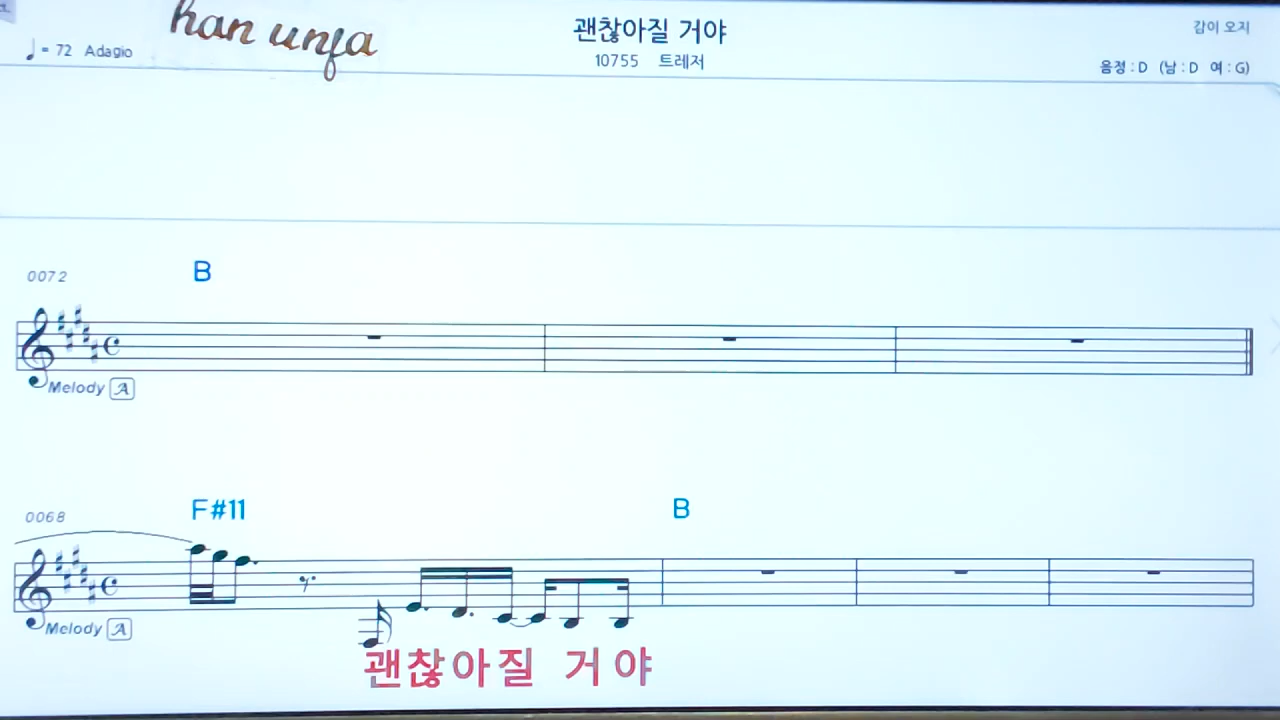 han unfa
괜찮아질 거야
감이 오지
♩= 72 Adagio
10755 트레저
음정 : D (남 : D 여 : G)
0072
B
Melody A
0068
F#11
B
Melody A
괜찮아질 거야